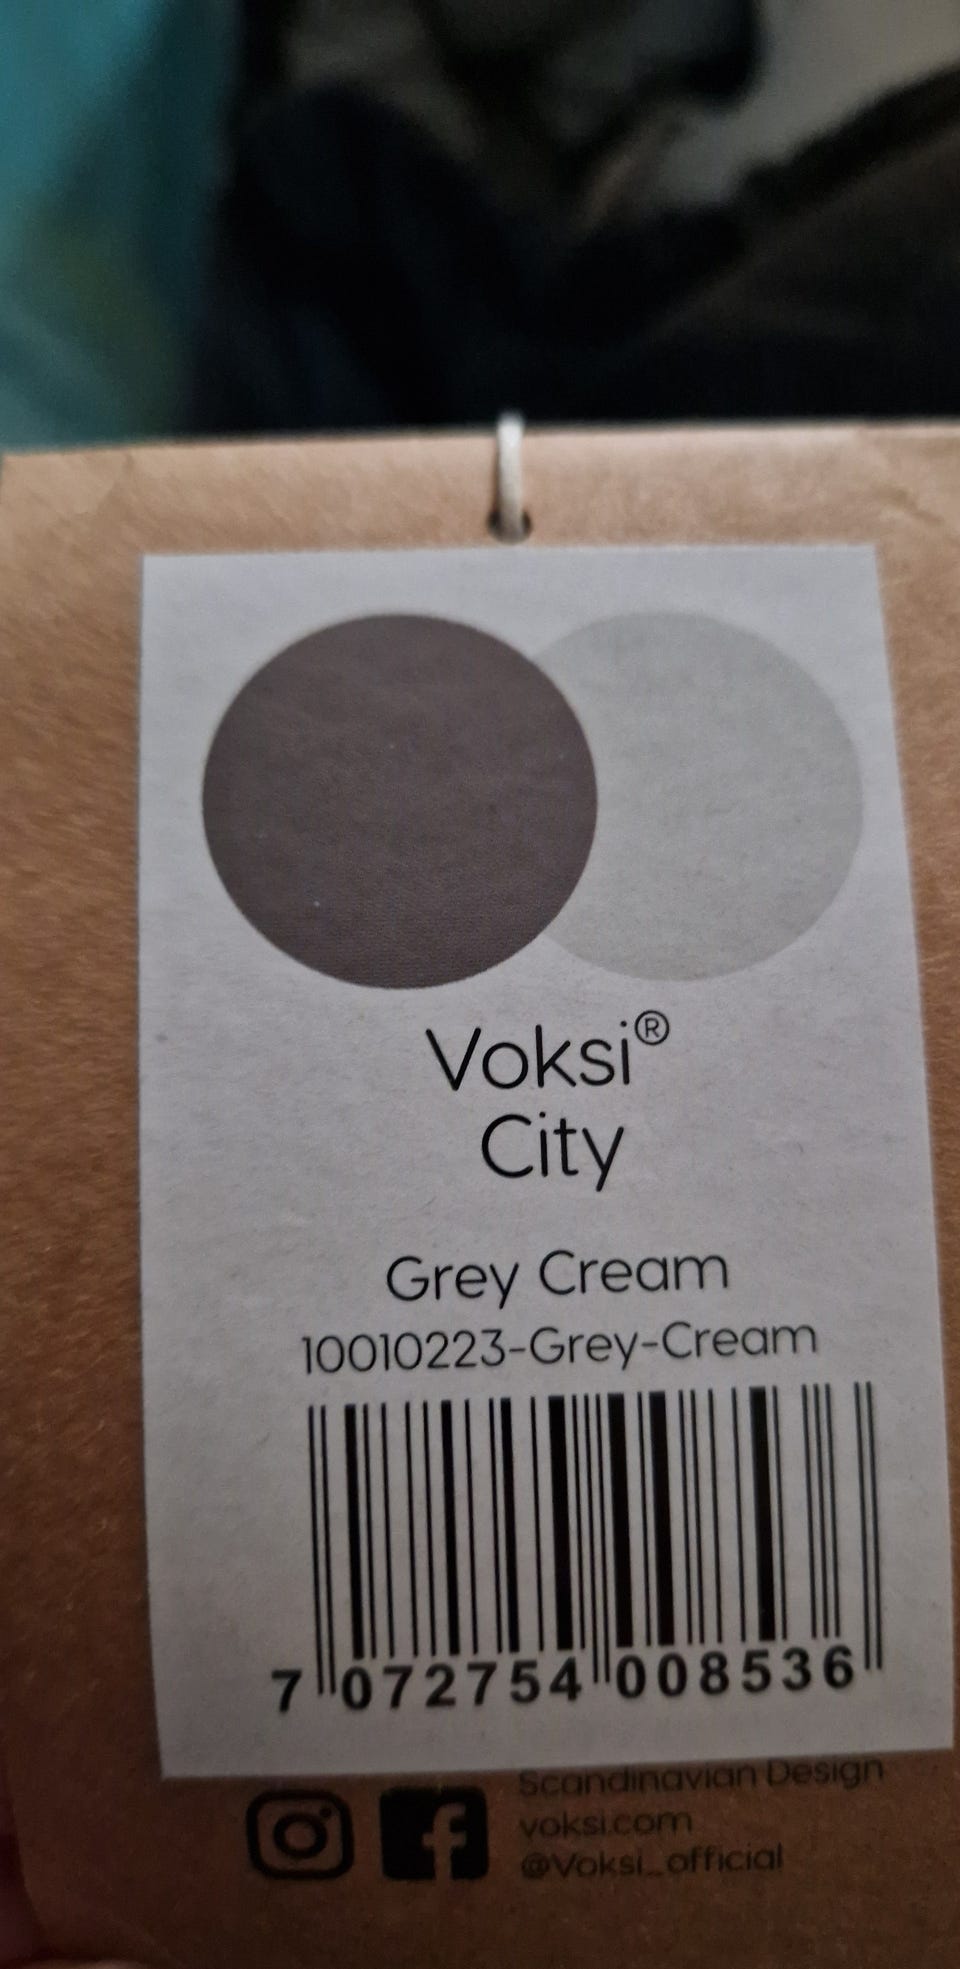 Voksi®
City
Grey Cream
10010223-Grey-Cream
7 072754 008536
Scandinavian Design
voksi.com
@Voksi_official